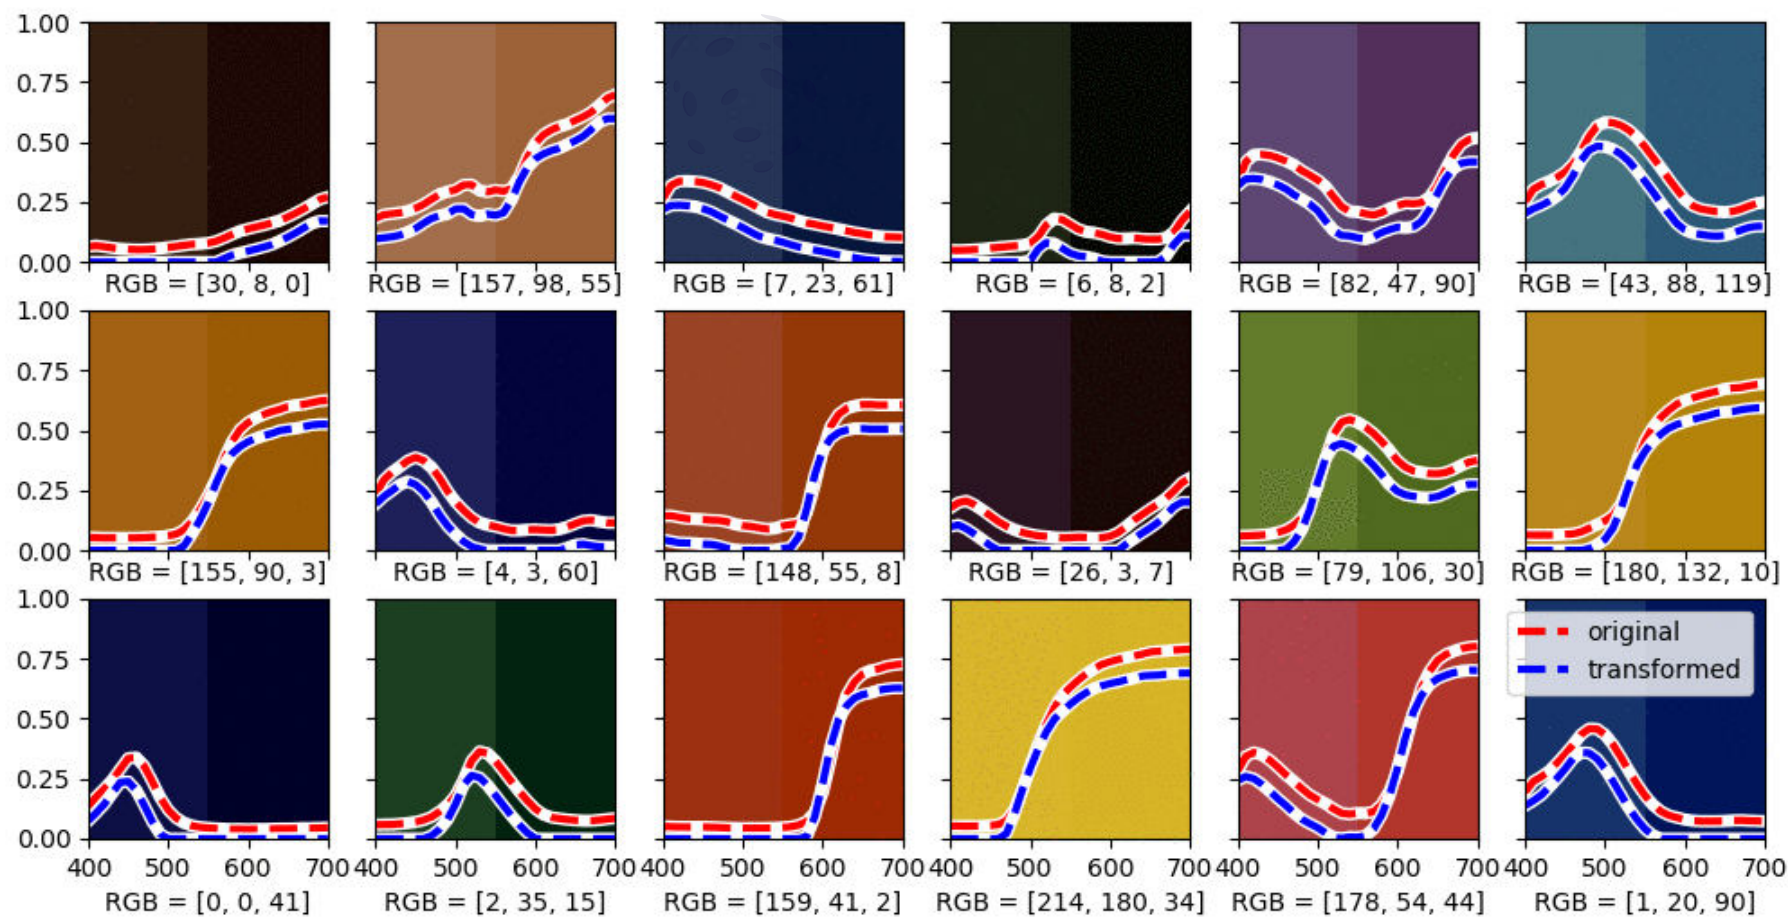 1.00
0.75
0.50
0.25
0.00
RGB = [30, 8, 0] RGB = [157, 98, 55] RGB = [7, 23, 61] RGB = [6, 8, 2] RGB = [82, 47, 90] RGB = [43, 88, 119]
1.00
0.75
0.50
0.25
0.00
RGB = [155, 90, 3] RGB = [4, 3, 60] RGB = [148, 55, 8] RGB = [26, 3, 7] RGB = [79, 106, 30] RGB = [180, 132, 10]
1.00
original
0.75
transformed
0.50
0.25
0.00
400 500 600 700 400 500 600 700 400 500 600 700 400 500 600 700 400 500 600 700 400 500 600 700
RGB = [0, 0, 41] RGB = [2, 35, 15] RGB = [159, 41, 2] RGB = [214, 180, 34] RGB = [178, 54, 44] RGB = [1, 20, 90]